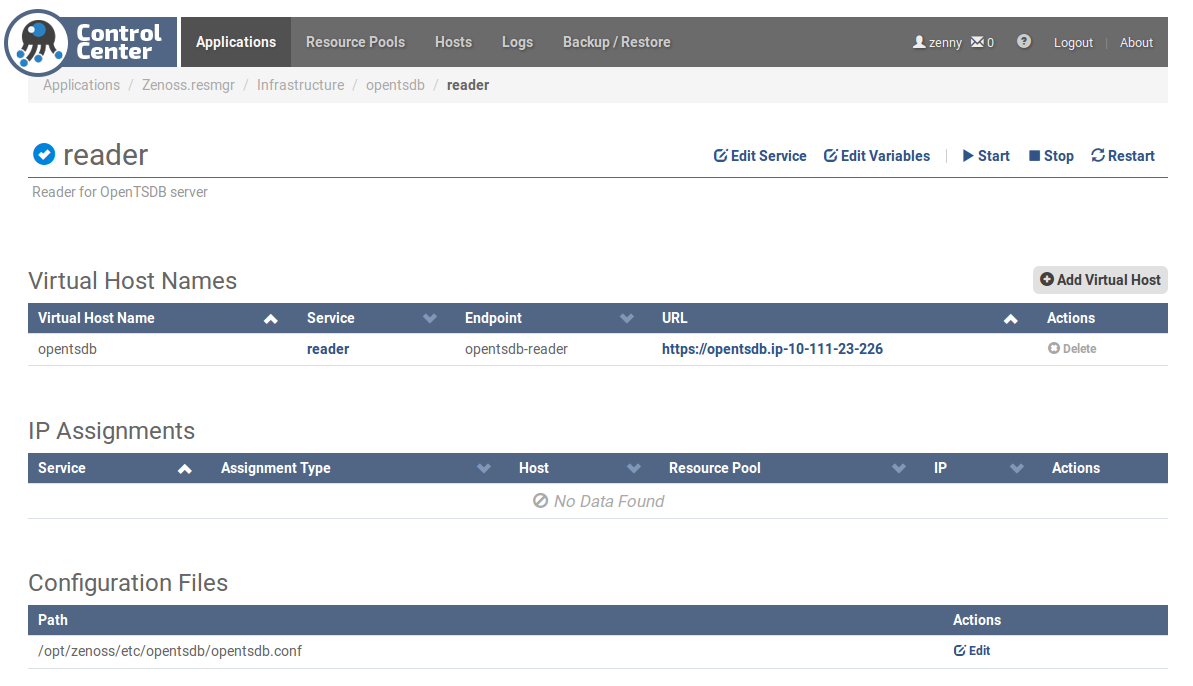 Control Center
Applications Resource Pools Hosts Logs Backup / Restore zenny 0 ? Logout | About
Applications / Zenoss.resmgr / Infrastructure / opentsdb / reader
reader Edit Service Edit Variables | Start Stop Restart
Reader for OpenTSDB server
Virtual Host Names Add Virtual Host
Virtual Host Name Service Endpoint URL Actions
opentsdb reader opentsdb-reader https://opentsdb.ip-10-111-23-226 Delete
IP Assignments
Service Assignment Type Host Resource Pool IP Actions
No Data Found
Configuration Files
Path Actions
/opt/zenoss/etc/opentsdb/opentsdb.conf Edit